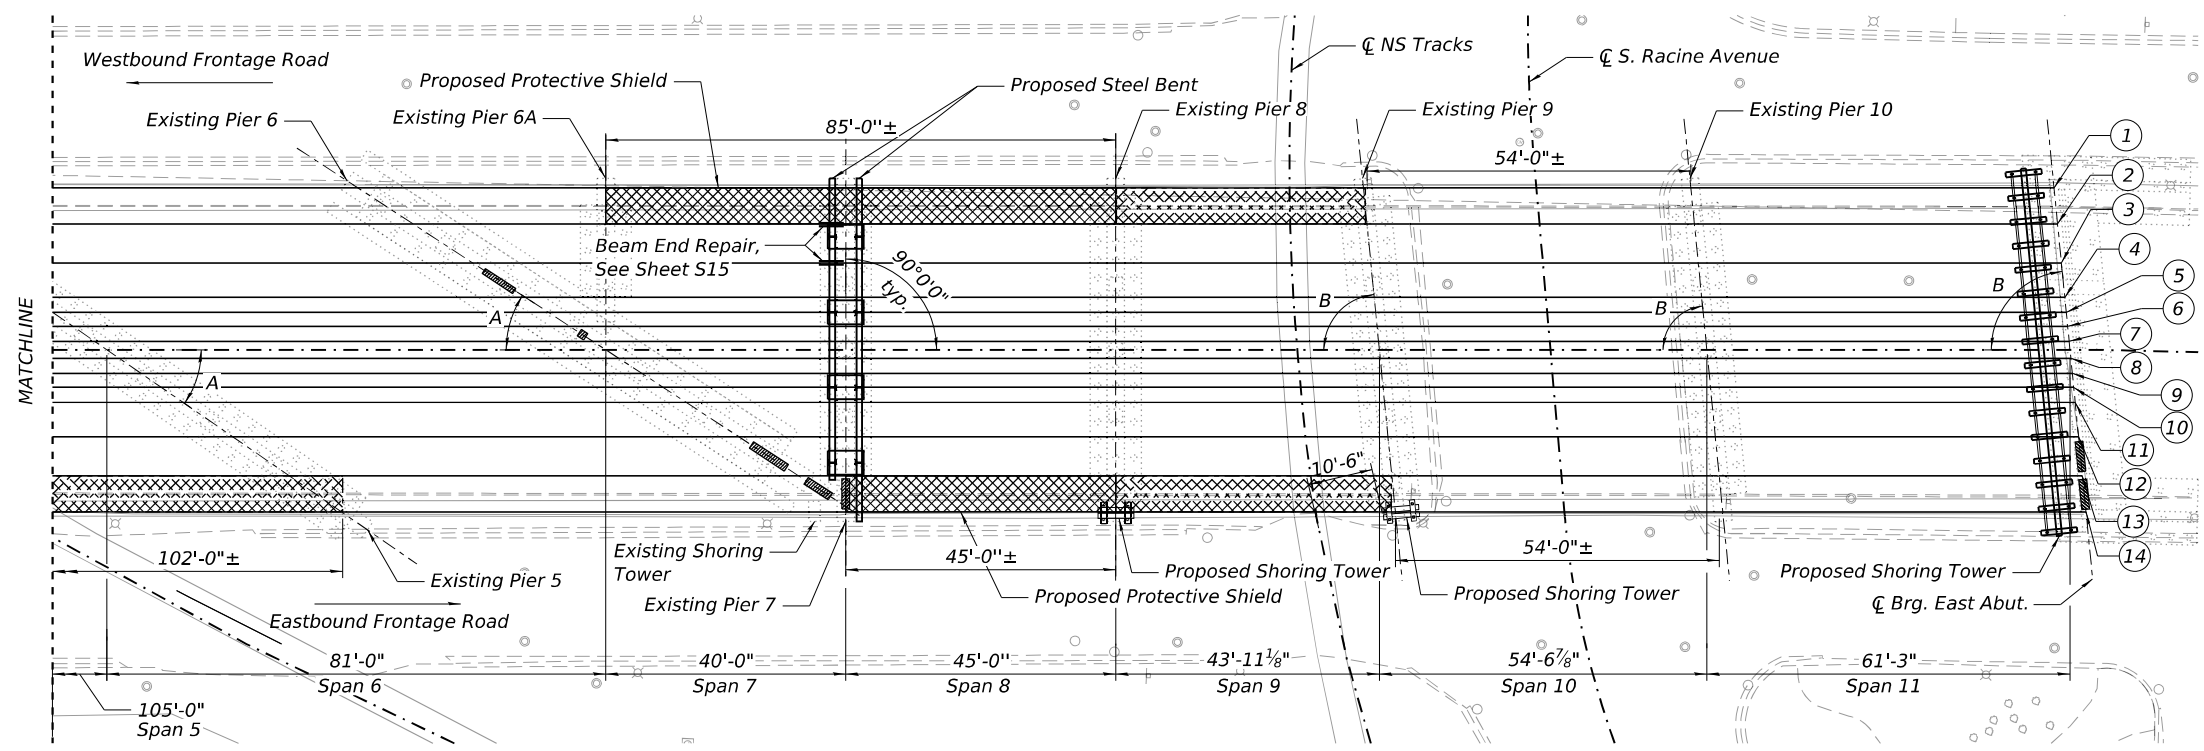 Westbound Frontage Road
Proposed Protective Shield
Existing Pier 6
Existing Pier 6A
Proposed Steel Bent
85'-0''±
Existing Pier 8
℄ NS Tracks
℄ S. Racine Avenue
Existing Pier 9
Existing Pier 10
54'-0"±
1
2
3
4
5
6
7
8
9
10
11
12
13
14
Beam End Repair,
See Sheet S15
90°0'0"
typ.
A
A
B
B
B
MATCHLINE
10'-6"
102'-0"±
Existing Pier 5
Eastbound Frontage Road
Existing Shoring
Tower
Existing Pier 7
45'-0''±
Proposed Shoring Tower
Proposed Protective Shield
54'-0"±
Proposed Shoring Tower
Proposed Shoring Tower
℄ Brg. East Abut.
105'-0"
Span 5
81'-0"
Span 6
40'-0"
Span 7
45'-0''
Span 8
43'-11⅛"
Span 9
54'-6⅞"
Span 10
61'-3"
Span 11